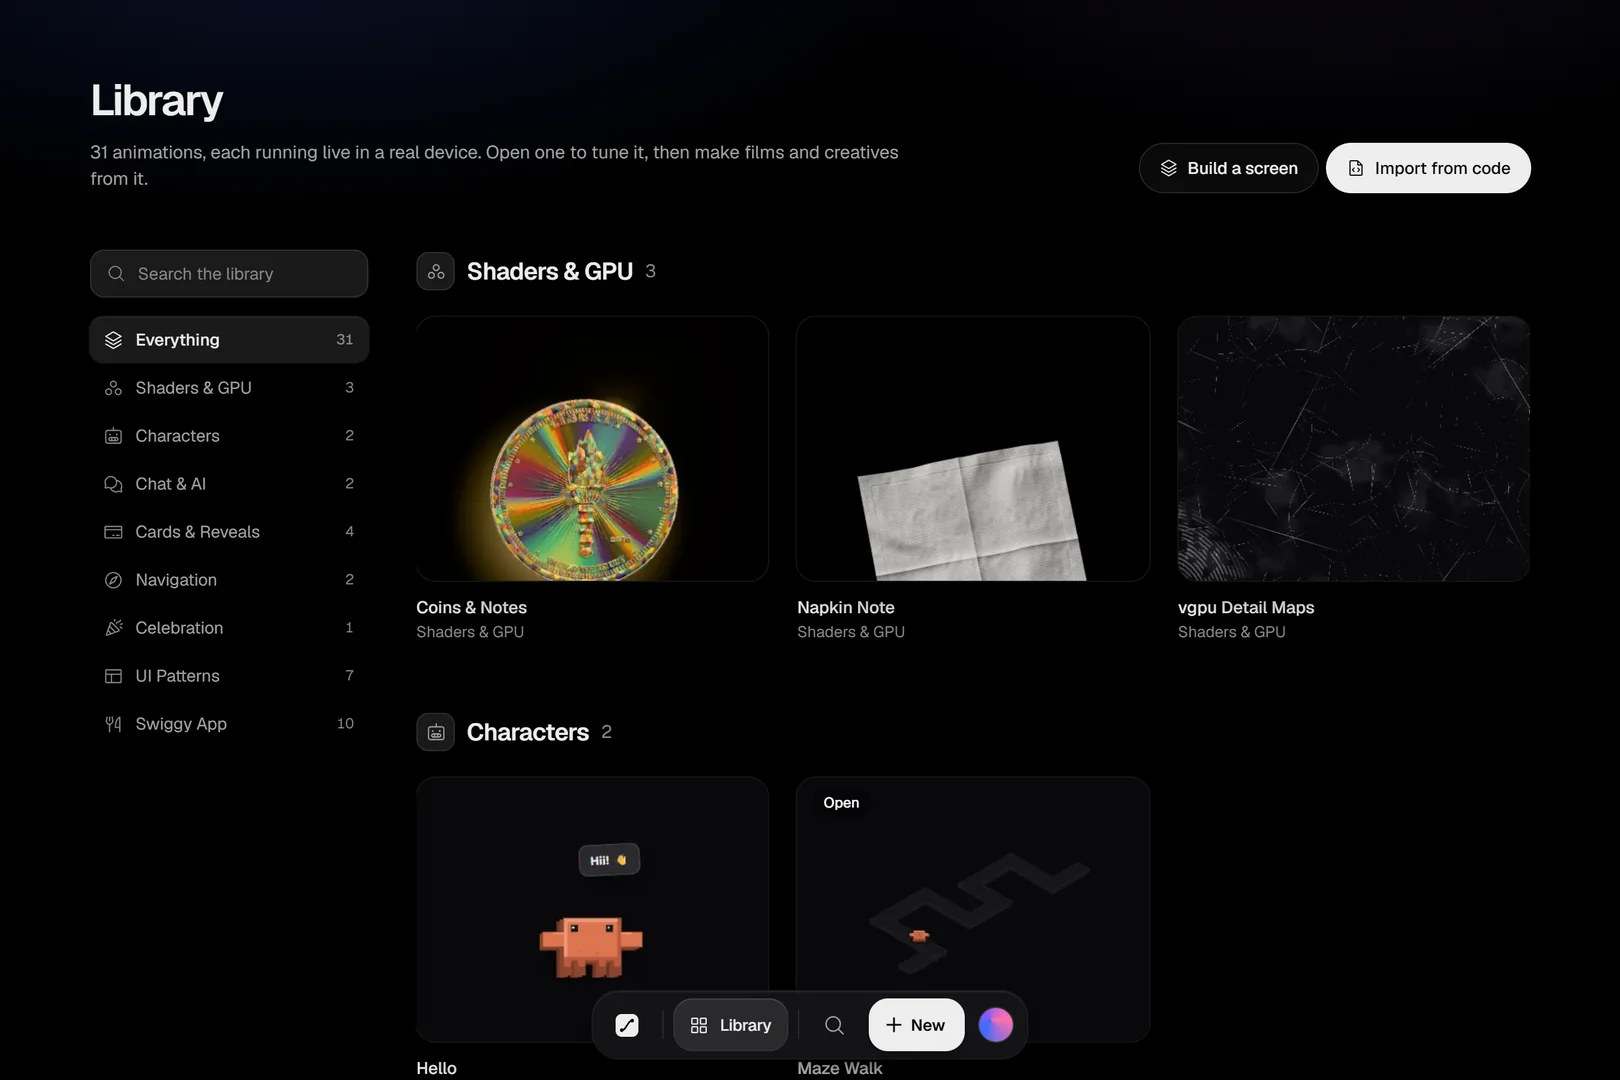 Library
31 animations, each running live in a real device. Open one to tune it, then make films and creatives
from it.
Build a screen
Import from code
Search the library
Everything 31
Shaders & GPU 3
Characters 2
Chat & AI 2
Cards & Reveals 4
Navigation 2
Celebration 1
UI Patterns 7
Swiggy App 10
Shaders & GPU 3
Coins & Notes
Shaders & GPU
Napkin Note
Shaders & GPU
vgpu Detail Maps
Shaders & GPU
Characters 2
Hii! 👋
Open
Library
+ New
Hello
Maze Walk